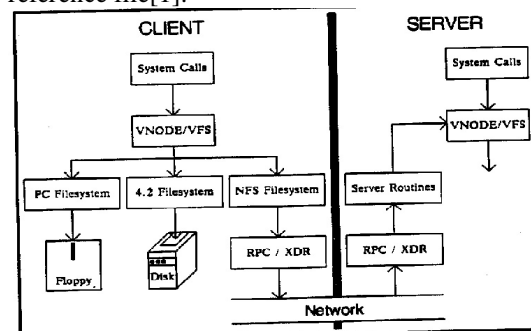 reference file[1].
CLIENT
SERVER
System Calls
System Calls
VNODE/VFS
VNODE/VFS
PC Filesystem
4.2 Filesystem
NFS Filesystem
Server Routines
Floppy
Disk
RPC / XDR
RPC / XDR
Network